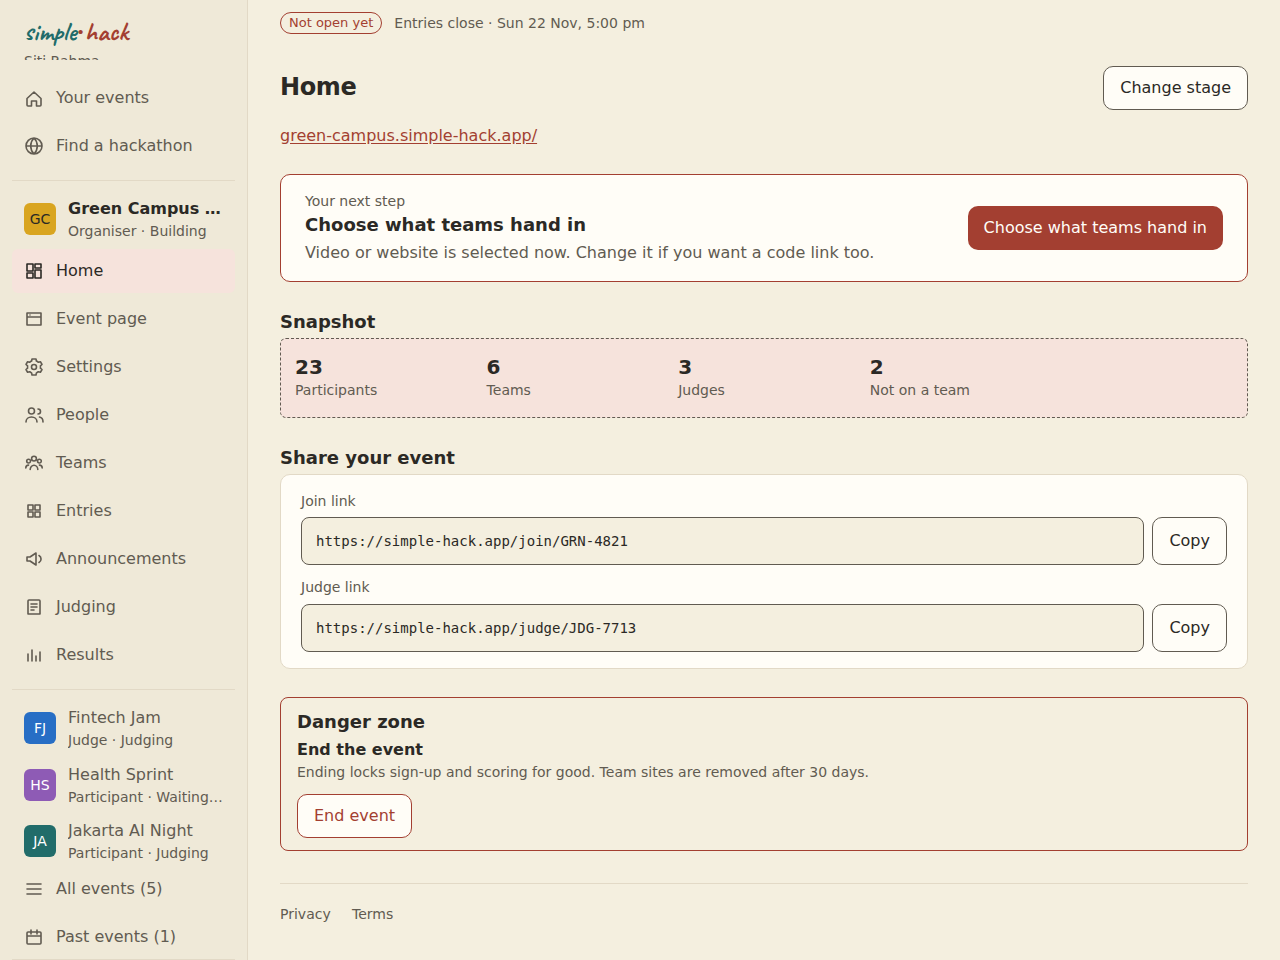 simple·hack
Your events
Find a hackathon
GC
Green Campus …
Organiser · Building
Home
Event page
Settings
People
Teams
Entries
Announcements
Judging
Results
FJ
Fintech Jam
Judge · Judging
HS
Health Sprint
Participant · Waiting…
JA
Jakarta AI Night
Participant · Judging
All events (5)
Past events (1)
Not open yet
Entries close · Sun 22 Nov, 5:00 pm
Home
Change stage
green-campus.simple-hack.app/
Your next step
Choose what teams hand in
Video or website is selected now. Change it if you want a code link too.
Choose what teams hand in
Snapshot
23
Participants
6
Teams
3
Judges
2
Not on a team
Share your event
Join link
https://simple-hack.app/join/GRN-4821
Copy
Judge link
https://simple-hack.app/judge/JDG-7713
Copy
Danger zone
End the event
Ending locks sign-up and scoring for good. Team sites are removed after 30 days.
End event
Privacy
Terms